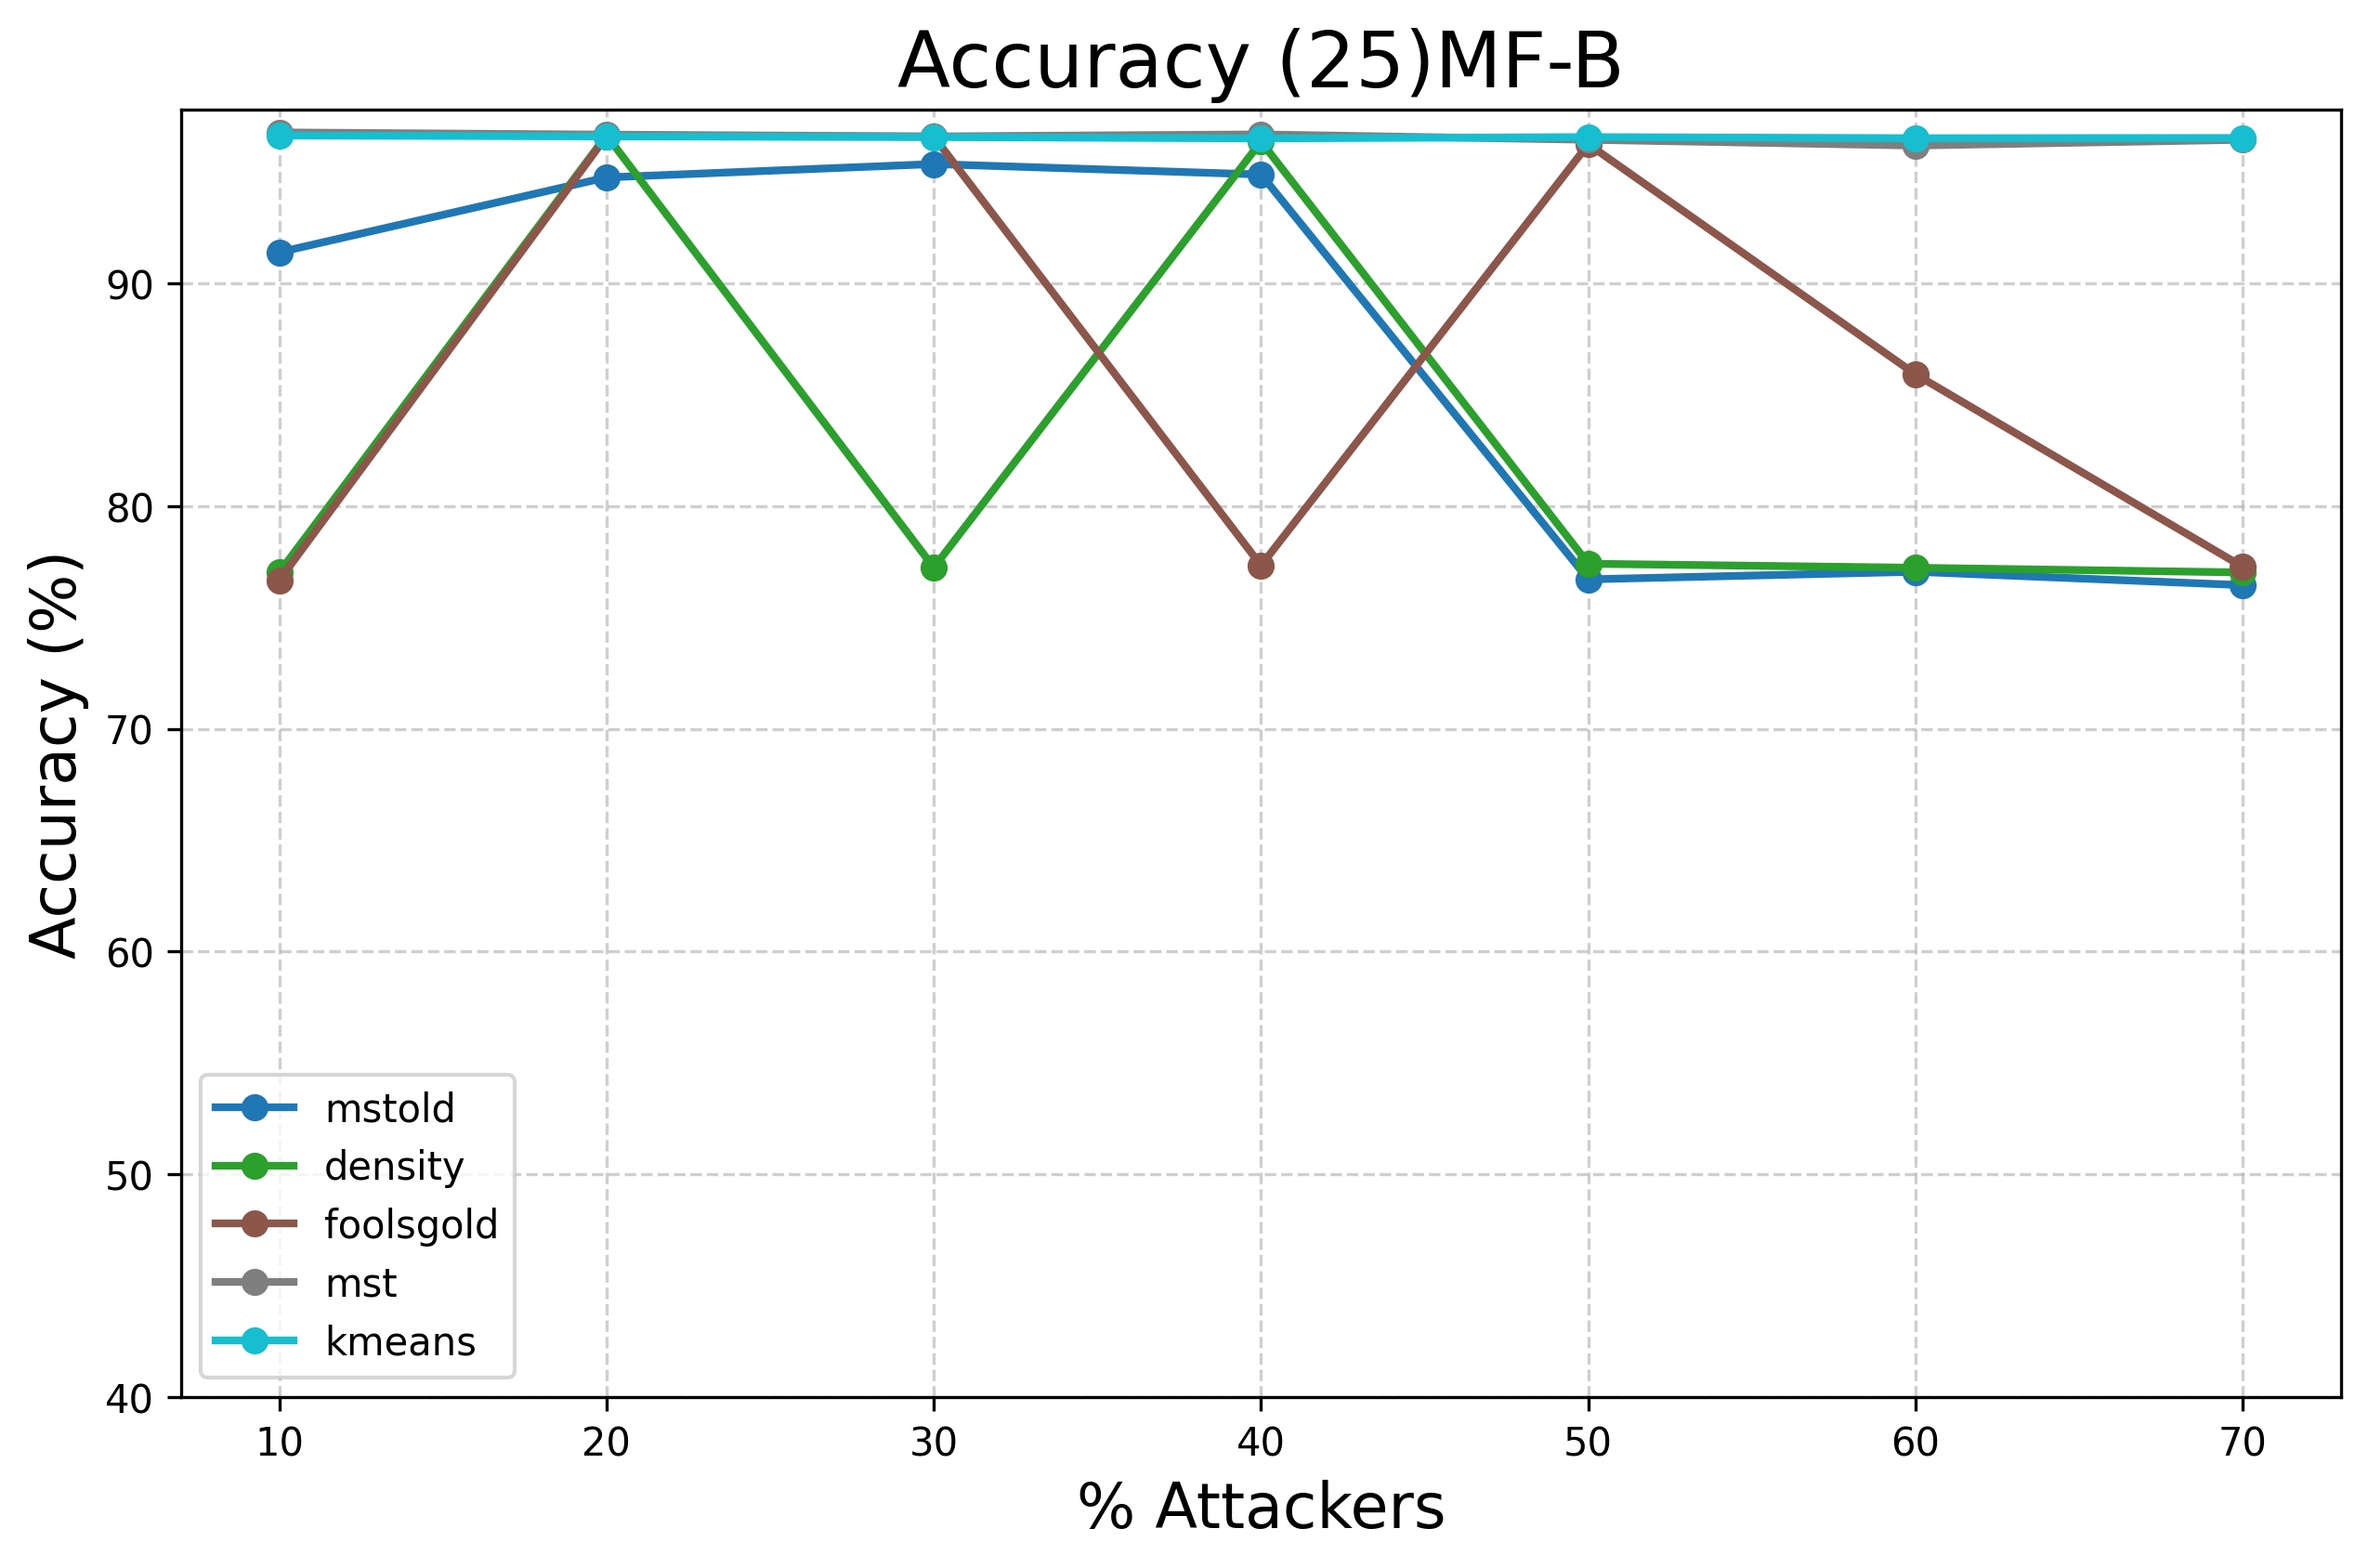 Accuracy (25)MF-B
Accuracy (%)
90
80
70
60
50
40
mstold
density
foolsgold
mst
kmeans
10 20 30 40 50 60 70
% Attackers